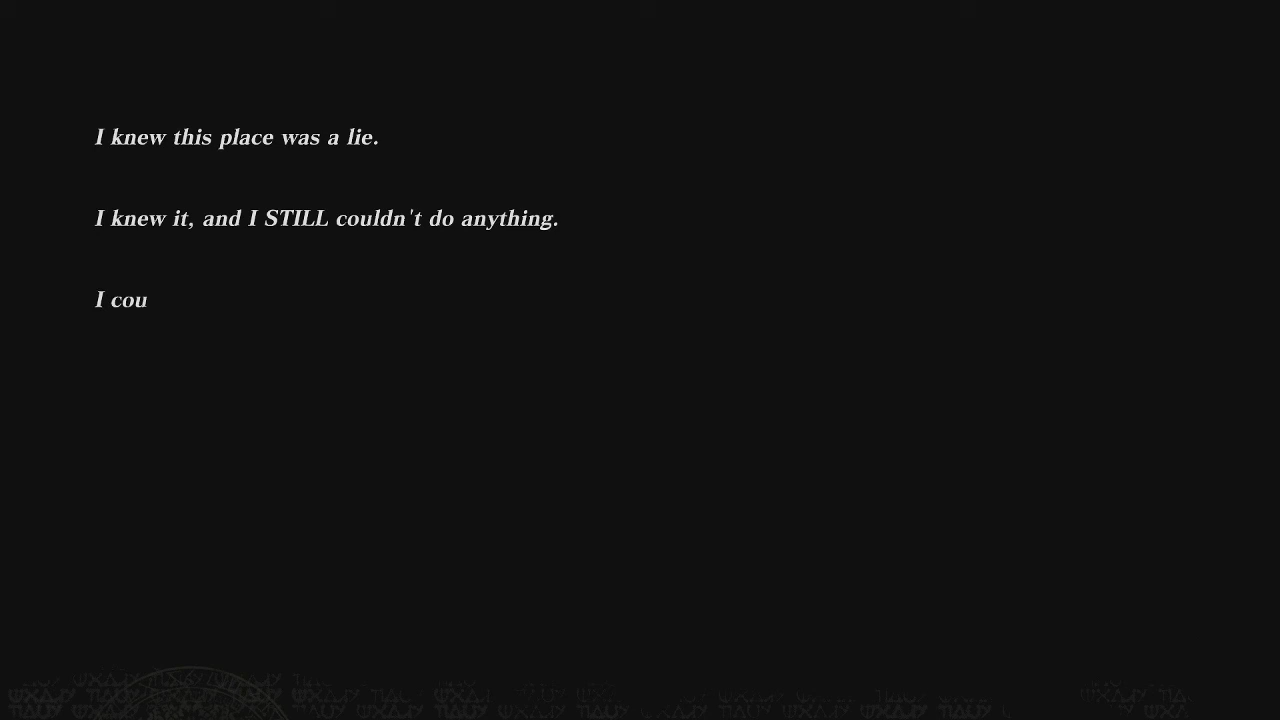 I knew this place was a lie.
I knew it, and I STILL couldn't do anything.
I cou